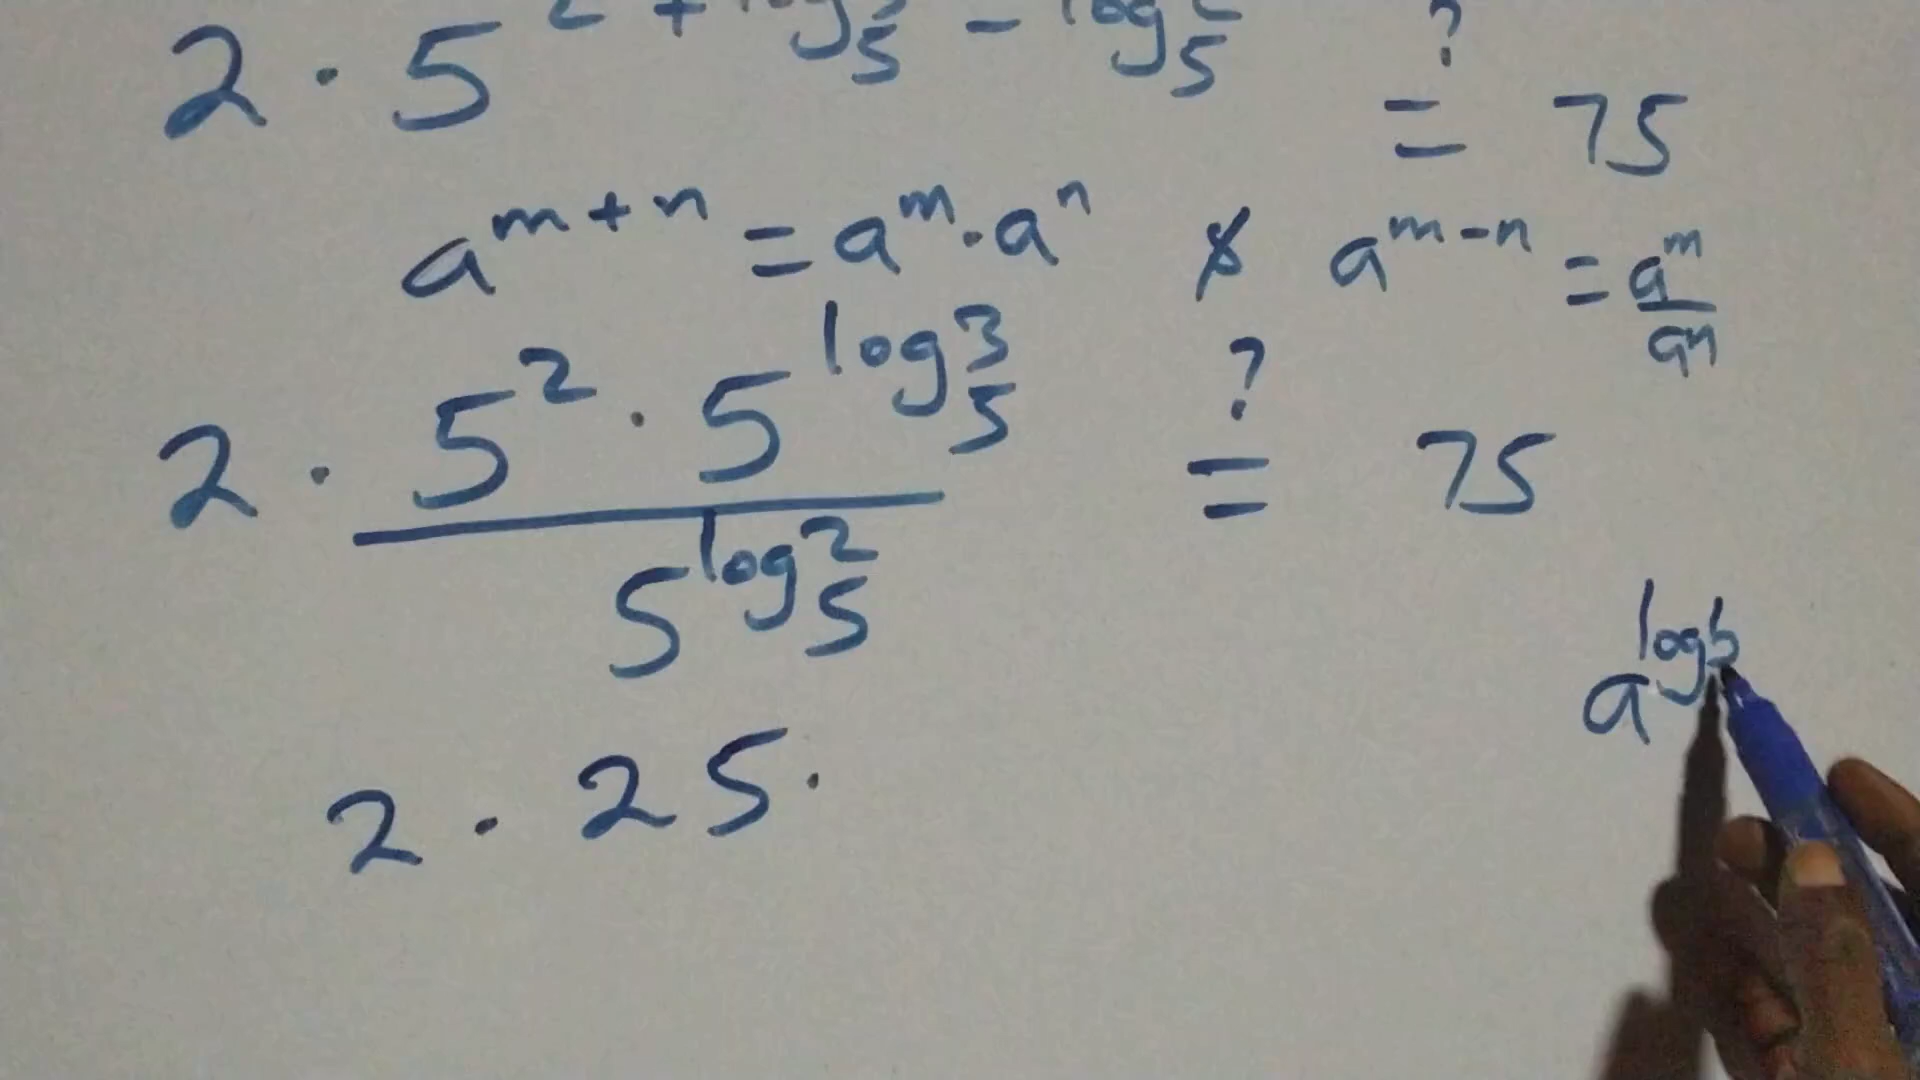 2 · 5^(2 + log_5 3 - log_5 2) =? 75
a^(m+n) = a^m · a^n & a^(m-n) = a^m/a^n
2 · (5^2 · 5^(log_5 3))/(5^(log_5 2)) =? 75
a^(log b)
2 · 25 ·